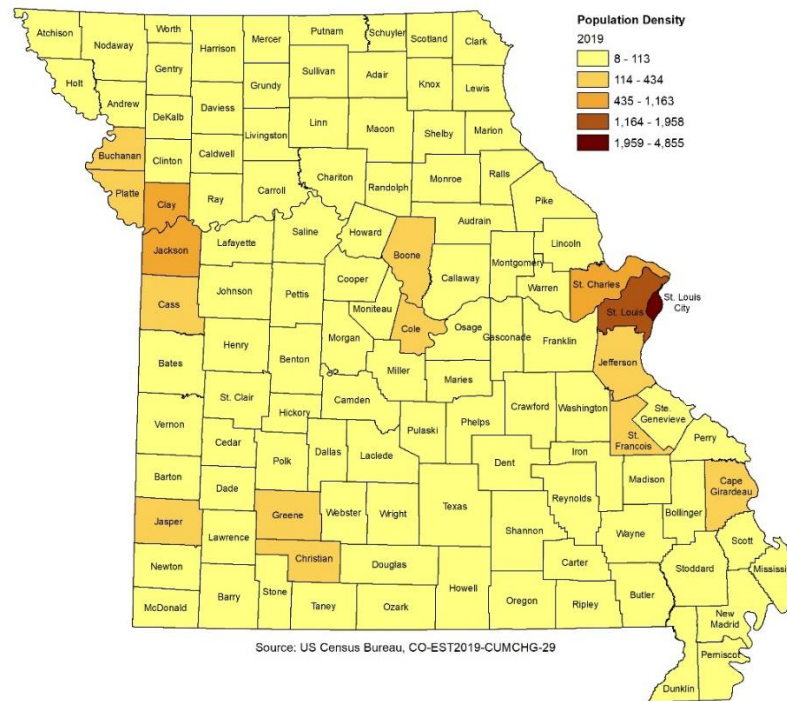 Population Density
2019
8 - 113
114 - 434
435 - 1,163
1,164 - 1,958
1,959 - 4,855
Atchison
Nodaway
Worth
Harrison
Mercer
Putnam
Schuyler
Scotland
Clark
Holt
Gentry
Sullivan
Adair
Knox
Lewis
Andrew
DeKalb
Daviess
Grundy
Linn
Macon
Shelby
Marion
Buchanan
Clinton
Caldwell
Livingston
Chariton
Randolph
Monroe
Ralls
Pike
Platte
Clay
Ray
Carroll
Audrain
Lincoln
Jackson
Lafayette
Saline
Howard
Boone
Callaway
Montgomery
Warren
St. Charles
St. Louis
City
St. Louis
Cass
Johnson
Pettis
Cooper
Moniteau
Cole
Osage
Gasconade
Franklin
Jefferson
Bates
Henry
Benton
Morgan
Miller
Maries
Vernon
St. Clair
Hickory
Camden
Pulaski
Phelps
Crawford
Washington
Ste.
Genevieve
St.
Francois
Perry
Cedar
Polk
Dallas
Laclede
Dent
Iron
Madison
Cape
Girardeau
Barton
Dade
Greene
Webster
Wright
Texas
Reynolds
Bollinger
Jasper
Lawrence
Christian
Douglas
Shannon
Wayne
Scott
Mississi
Newton
Stone
Howell
Carter
Stoddard
McDonald
Barry
Taney
Ozark
Oregon
Ripley
Butler
New
Madrid
Pemiscot
Dunklin
Source: US Census Bureau, CO-EST2019-CUMCHG-29